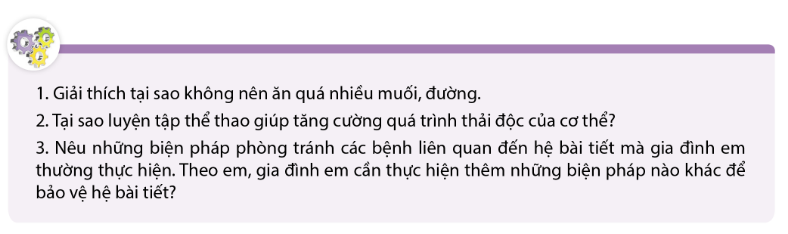 1. Giải thích tại sao không nên ăn quá nhiều muối, đường.
2. Tại sao luyện tập thể thao giúp tăng cường quá trình thải độc của cơ thể?
3. Nêu những biện pháp phòng tránh các bệnh liên quan đến hệ bài tiết mà gia đình em
thường thực hiện. Theo em, gia đình em cần thực hiện thêm những biện pháp nào khác để
bảo vệ hệ bài tiết?